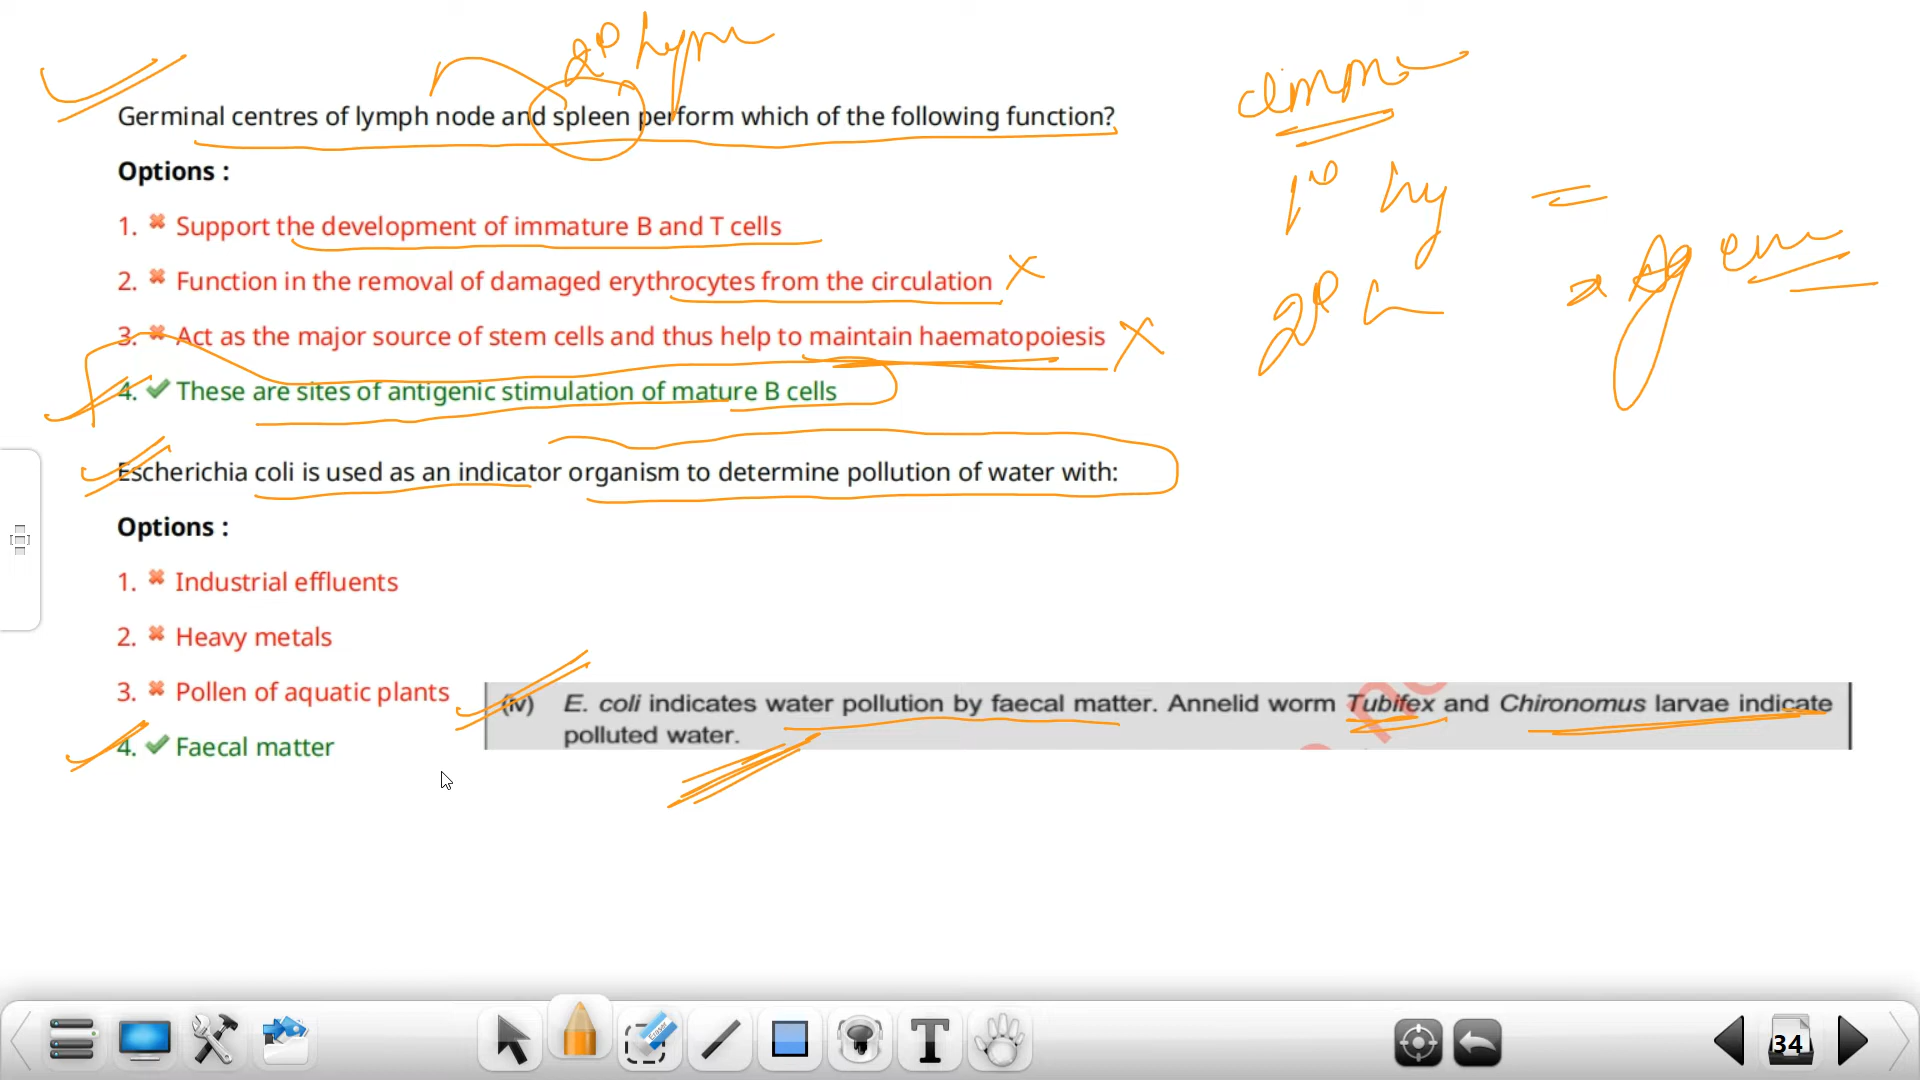 Germinal centres of lymph node and spleen perform which of the following function?
Options :
1. Support the development of immature B and T cells
2. Function in the removal of damaged erythrocytes from the circulation
3. Act as the major source of stem cells and thus help to maintain haematopoiesis
4. These are sites of antigenic stimulation of mature B cells
Escherichia coli is used as an indicator organism to determine pollution of water with:
Options :
1. Industrial effluents
2. Heavy metals
3. Pollen of aquatic plants
4. Faecal matter
(iv) E. coli indicates water pollution by faecal matter. Annelid worm Tubifex and Chironomus larvae indicate
polluted water.
34